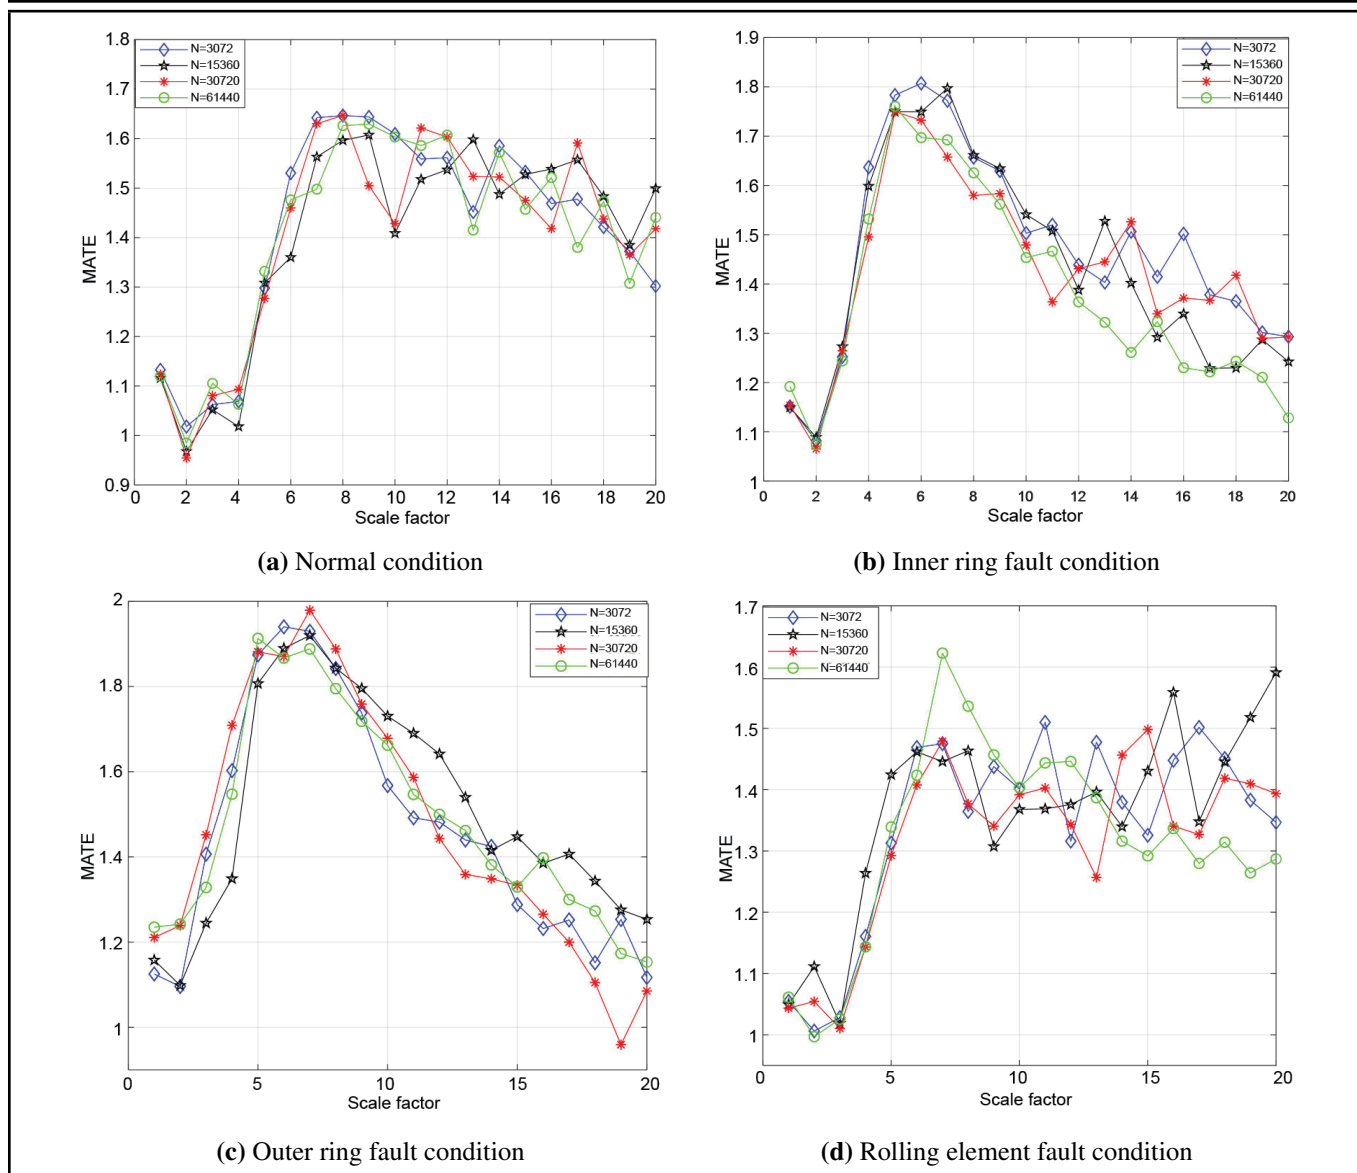 1.8
1.7
1.6
1.5
1.4
1.3
1.2
1.1
1
0.9
MATE
N=3072
N=15360
N=30720
N=61440
0 2 4 6 8 10 12 14 16 18 20
Scale factor
(a) Normal condition
1.9
1.8
1.7
1.6
1.5
1.4
1.3
1.2
1.1
1
MATE
N=3072
N=15360
N=30720
N=61440
0 2 4 6 8 10 12 14 16 18 20
Scale factor
(b) Inner ring fault condition
2
2
1.6
1.4
1.2
1
MATE
N=3072
N=15360
N=30720
N=61440
0 5 10 15 20
Scale factor
(c) Outer ring fault condition
1.7
1.6
1.5
1.4
1.3
1.2
1.1
1
MATE
N=3072
N=15360
N=30720
N=61440
0 5 10 15 20
Scale factor
(d) Rolling element fault condition